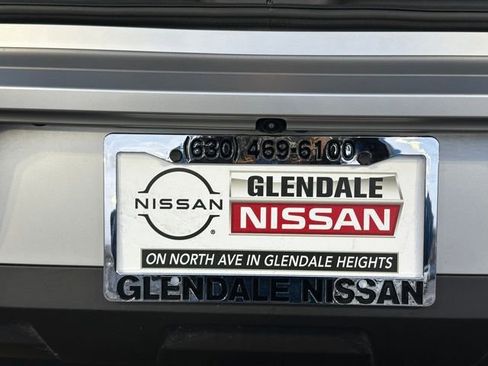 (630) 469-6100
NISSAN
®
GLENDALE
NISSAN
ON NORTH AVE IN GLENDALE HEIGHTS
GLENDALE NISSAN